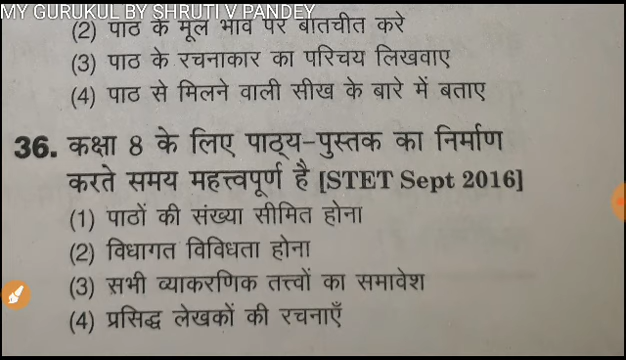 MY GURUKUL BY SHRUTI V PANDEY
(2) पाठ के मूल भाव पर बातचीत करे
(3) पाठ के रचनाकार का परिचय लिखवाए
(4) पाठ से मिलने वाली सीख के बारे में बताए
36. कक्षा 8 के लिए पाठ्य-पुस्तक का निर्माण
करते समय महत्त्वपूर्ण है [STET Sept 2016]
(1) पाठों की संख्या सीमित होना
(2) विधागत विविधता होना
(3) सभी व्याकरणिक तत्त्वों का समावेश
(4) प्रसिद्ध लेखकों की रचनाएँ